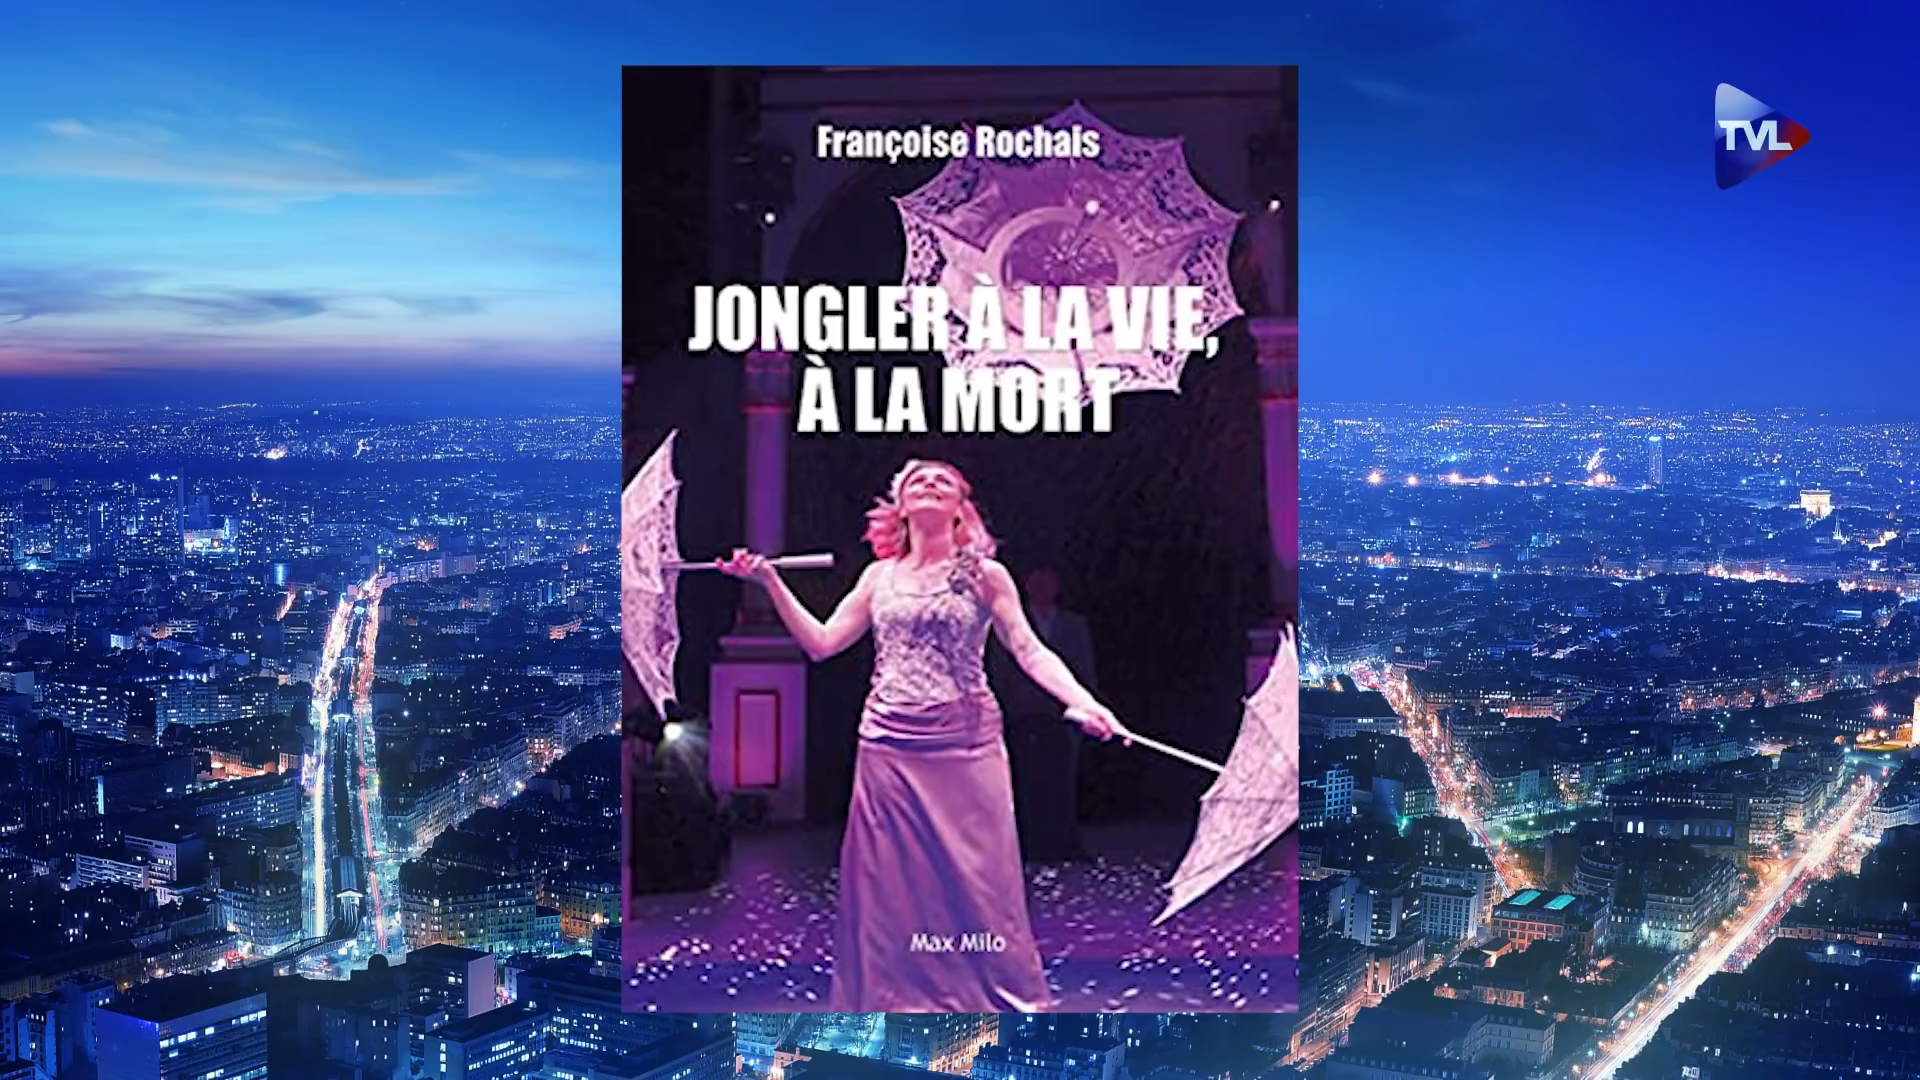 Françoise Rochais
JONGLER À LA VIE,
À LA MORT
Max Milo
TVL